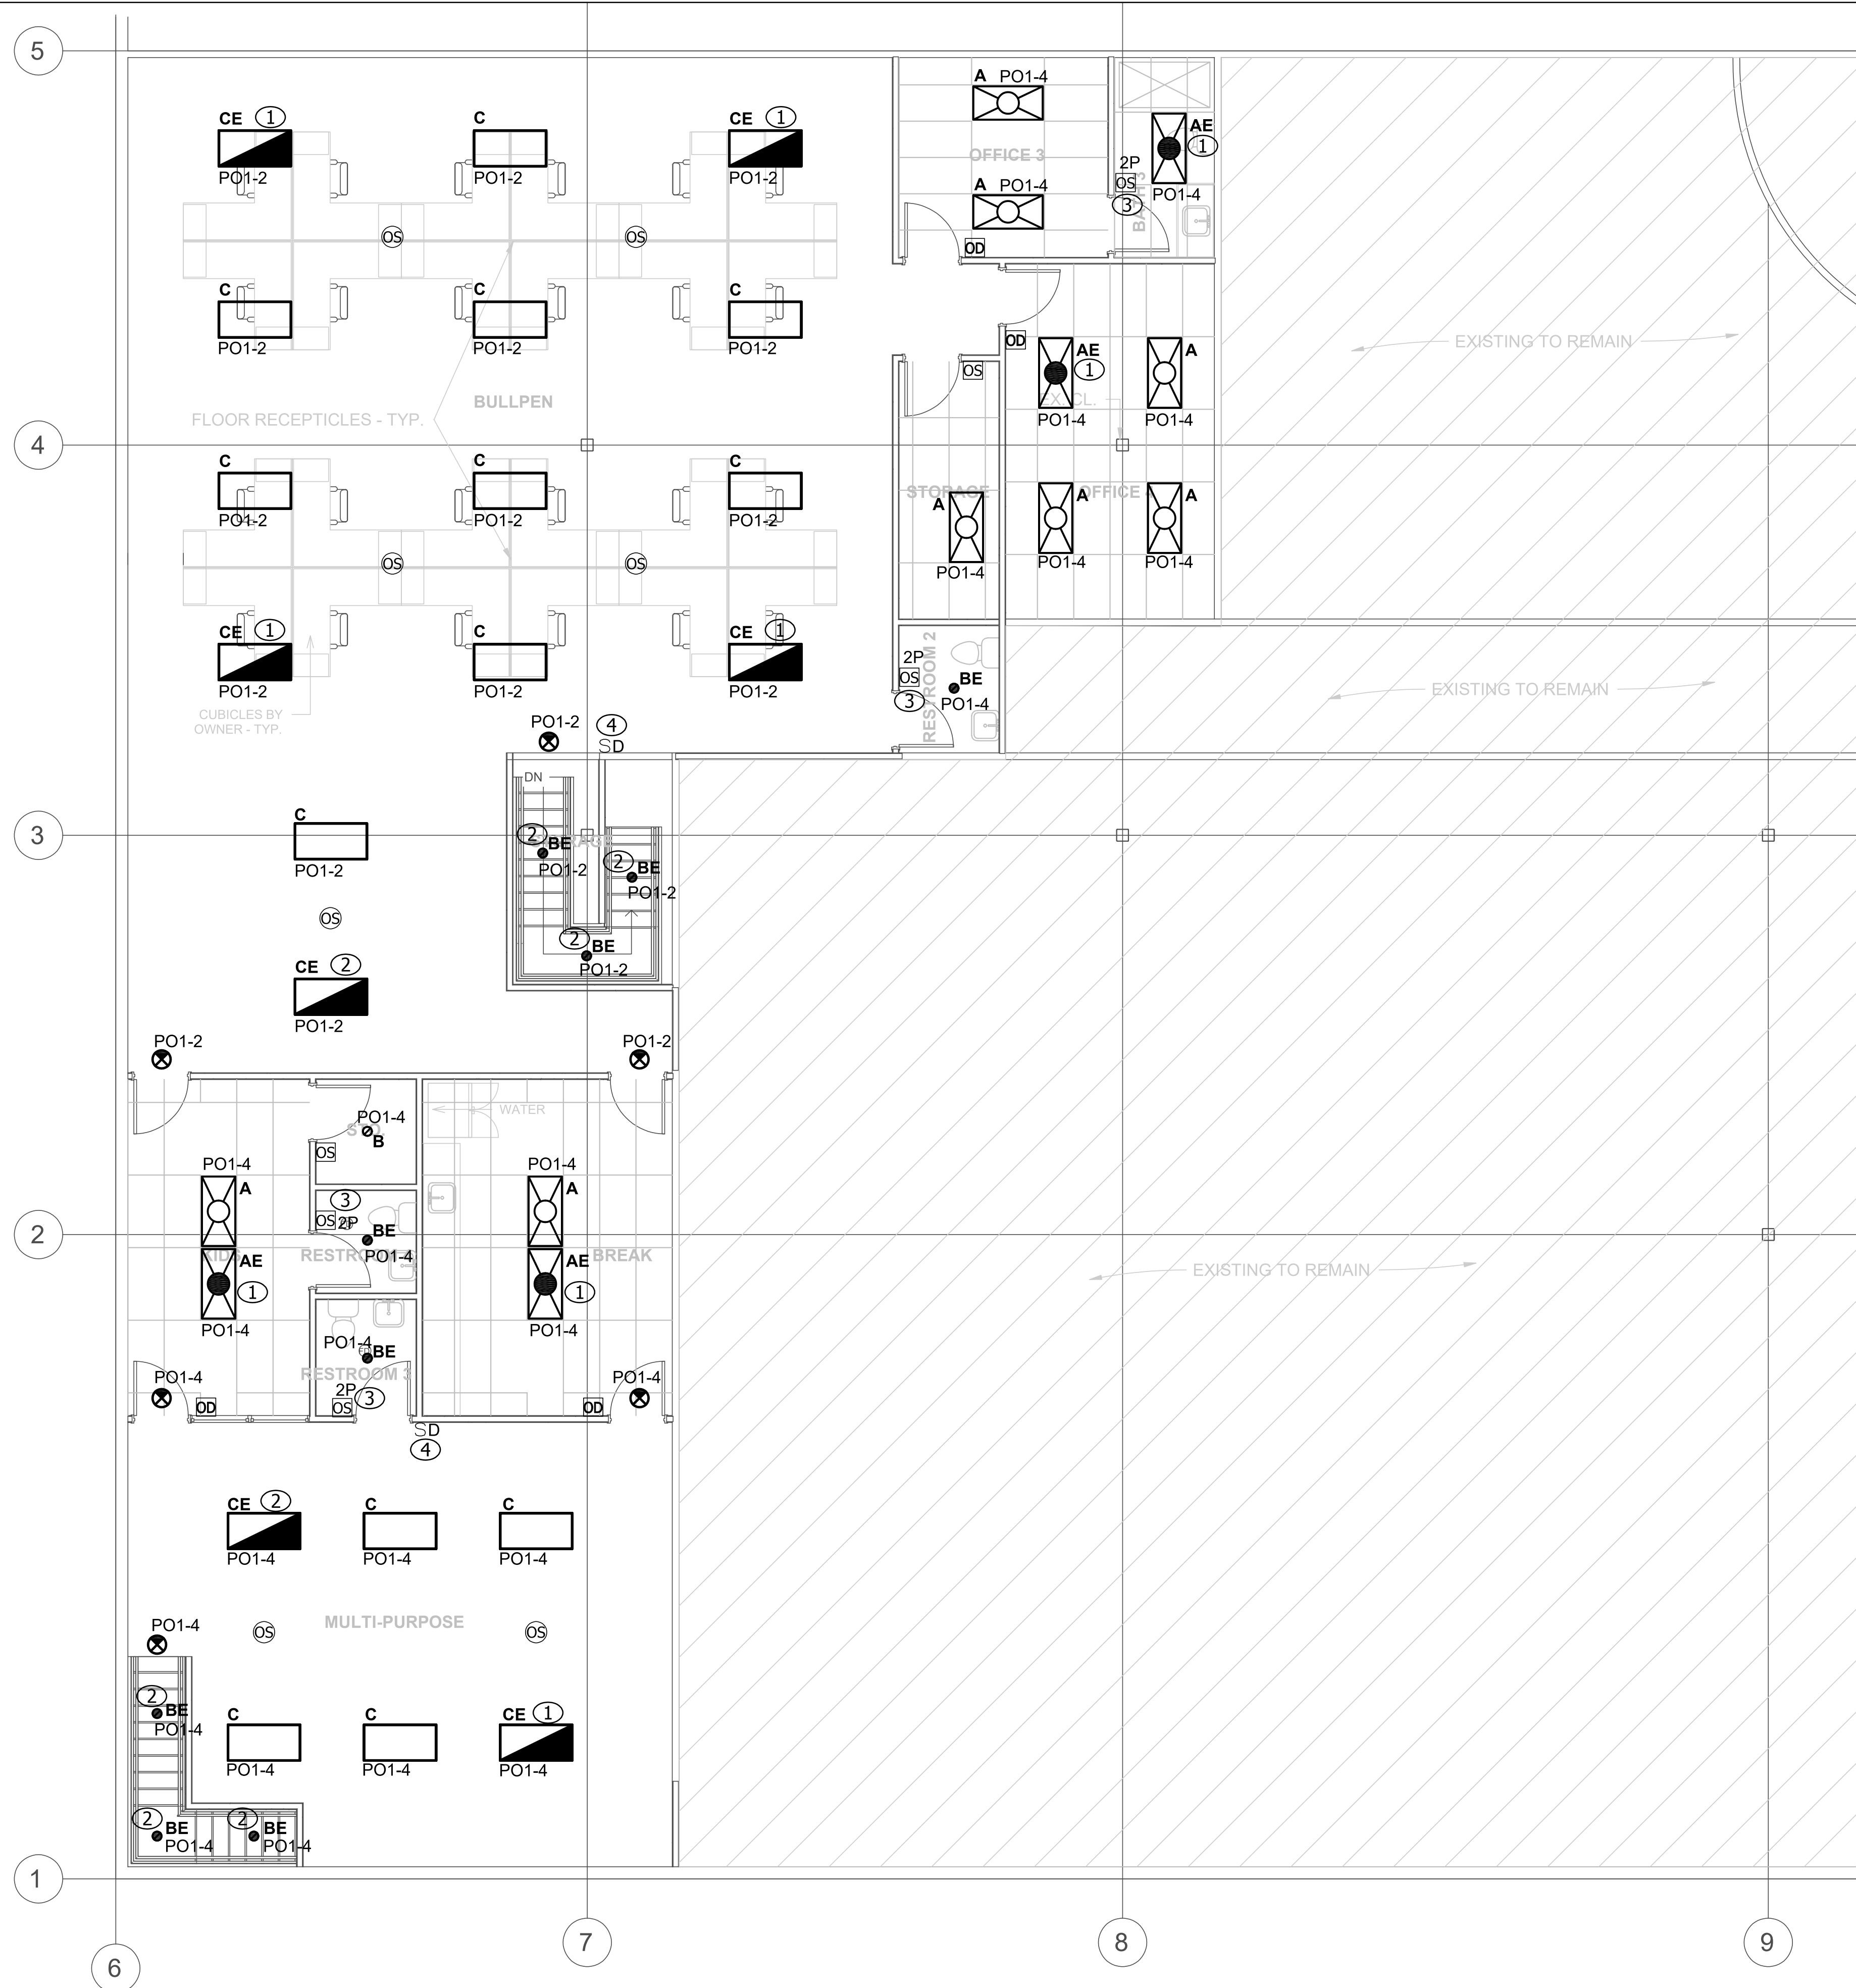 5
A PO1-4
CE 1
C
CE 1
AE
1
PO1-2
PO1-2
PO1-2
OFFICE 3
2P
OS
3
BATH 3
A PO1-4
PO1-4
OS
OS
OD
C
C
C
PO1-2
PO1-2
PO1-2
OD
EXISTING TO REMAIN
AE
1
A
OS
BULLPEN
EX. CL.
FLOOR RECEPTICLES - TYP.
PO1-4
PO1-4
4
C
C
C
STORAGE
OFFICE
A
A
A
PO1-2
PO1-2
PO1-2
OS
OS
PO1-4
PO1-4
PO1-4
CE 1
C
CE 1
2P
OS
3
RESTROOM 2
BE
PO1-4
PO1-2
PO1-2
PO1-2
EXISTING TO REMAIN
CUBICLES BY
OWNER - TYP.
PO1-2
4
SD
DN
C
3
2
BE
PO1-2
2
BE
PO1-2
PO1-2
OS
2
BE
PO1-2
CE 2
PO1-2
PO1-2
PO1-2
WATER
PO1-4
STO.
B
OS
PO1-4
PO1-4
A
A
3
OS 2P
BE
2
KIDS
RESTROOM
PO1-4
BREAK
AE
1
AE
1
EXISTING TO REMAIN
PO1-4
PO1-4
PO1-4
BE
RESTROOM 3
PO1-4
PO1-4
2P
3
OD
OS
OD
SD
4
CE 2
C
C
PO1-4
PO1-4
PO1-4
MULTI-PURPOSE
PO1-4
OS
OS
2
BE
PO1-4
C
C
CE 1
PO1-4
PO1-4
PO1-4
2
BE
PO1-4
2
BE
PO1-4
1
6
7
8
9